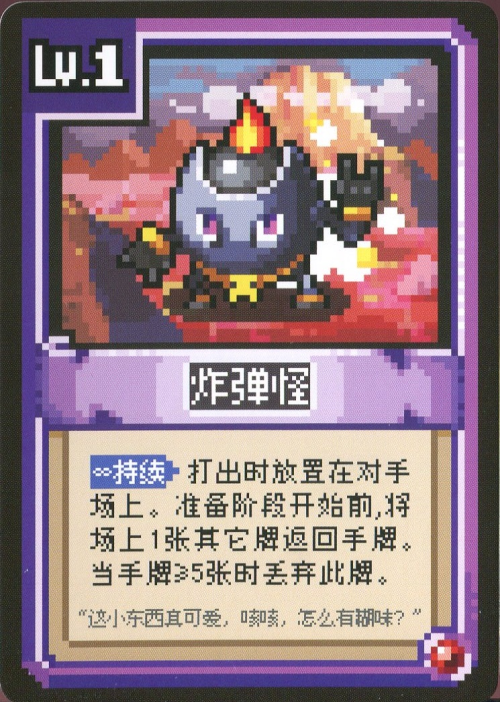 Lv.1
炸弹怪
∞持续 打出时放置在对手
场上。准备阶段开始前,将
场上1张其它牌返回手牌。
当手牌≥5张时丢弃此牌。
“这小东西真可爱，嗦嗦，怎么有糊味？”